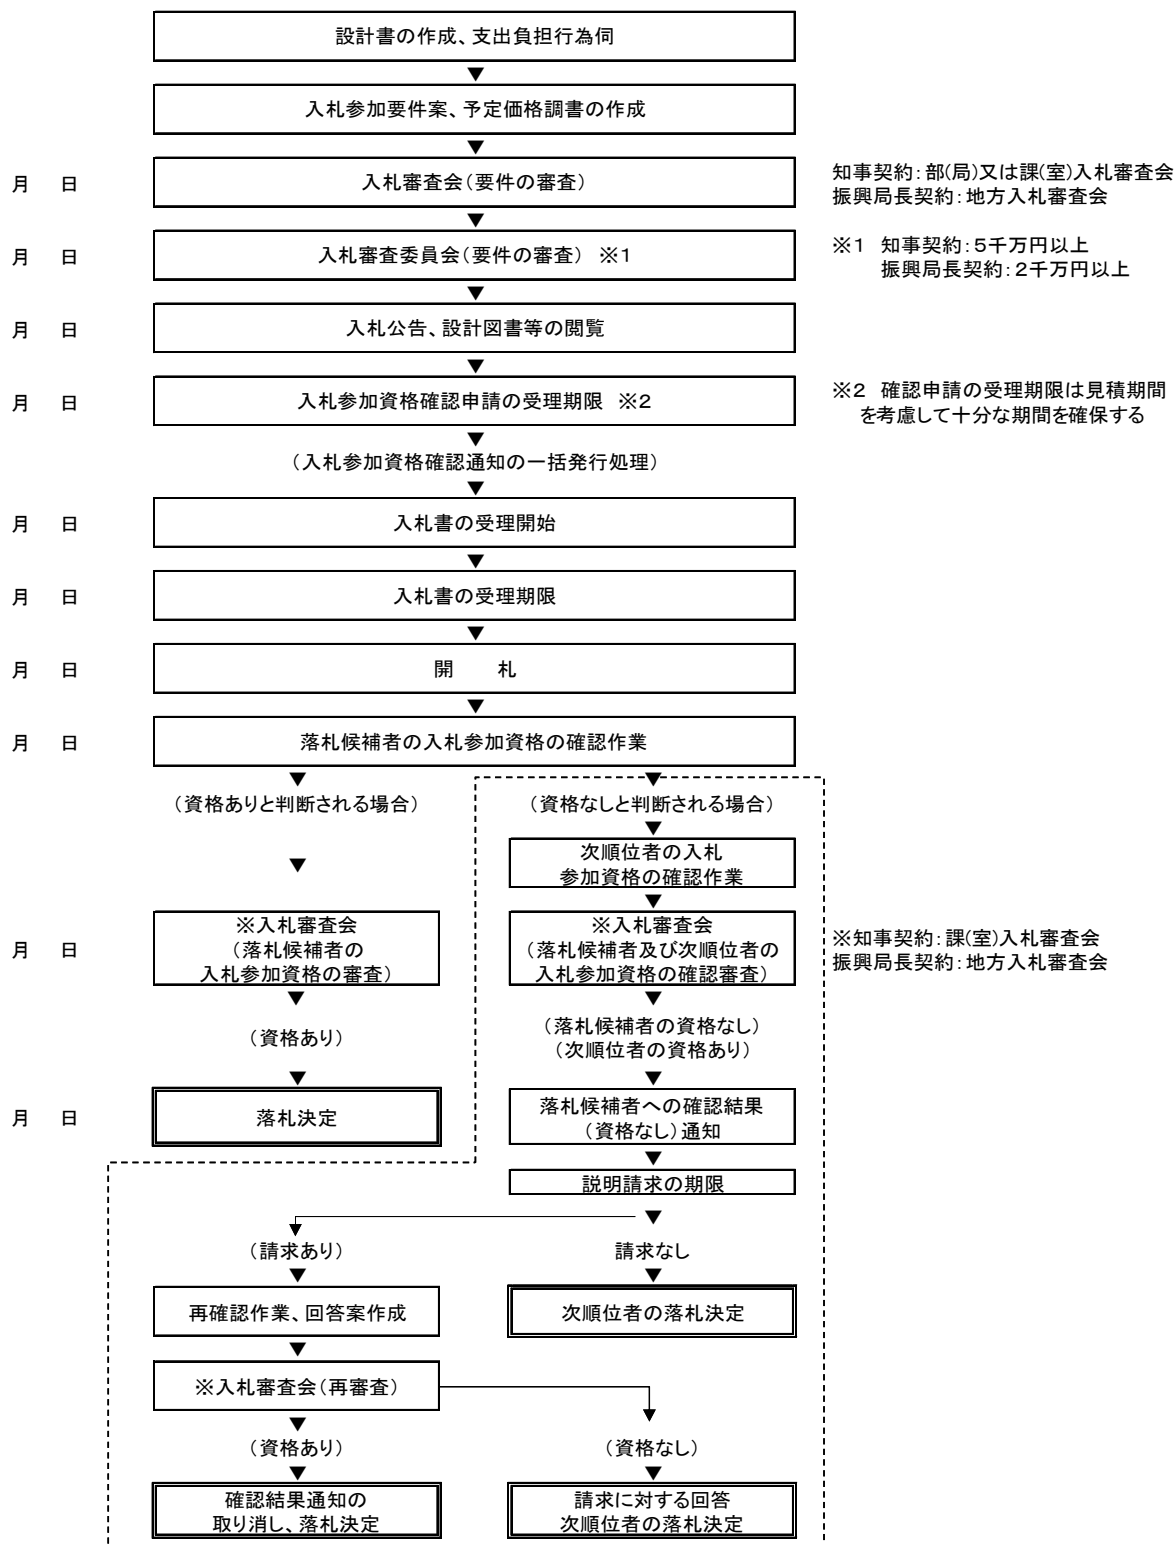 設計書の作成、支出負担行為伺
▼
入札参加要件案、予定価格調書の作成
▼
月　日　入札審査会（要件の審査）　知事契約：部(局)又は課(室)入札審査会
振興局長契約：地方入札審査会
▼
月　日　入札審査委員会（要件の審査）　※１　※１　知事契約：５千万円以上
振興局長契約：２千万円以上
▼
月　日　入札公告、設計図書等の閲覧
▼
月　日　入札参加資格確認申請の受理期限　※２　※２　確認申請の受理期限は見積期間
を考慮して十分な期間を確保する
▼
（入札参加資格確認通知の一括発行処理）
▼
月　日　入札書の受理開始
▼
月　日　入札書の受理期限
▼
月　日　開　　札
▼
月　日　落札候補者の入札参加資格の確認作業
▼　▼
（資格ありと判断される場合）　（資格なしと判断される場合）
▼
次順位者の入札
参加資格の確認作業
▼
▼
※入札審査会　※入札審査会
月　日　（落札候補者の　（落札候補者及び次順位者の　※知事契約：課(室)入札審査会
入札参加資格の審査）　入札参加資格の確認審査）　振興局長契約：地方入札審査会
▼　▼
（資格あり）　（落札候補者の資格なし）
（次順位者の資格あり）
▼　▼
月　日　落札決定　落札候補者への確認結果
（資格なし）通知
▼
説明請求の期限
▼
（請求あり）　請求なし
▼　▼
再確認作業、回答案作成　次順位者の落札決定
▼
※入札審査会（再審査）
▼
（資格あり）　（資格なし）
▼　▼
確認結果通知の　請求に対する回答
取り消し、落札決定　次順位者の落札決定